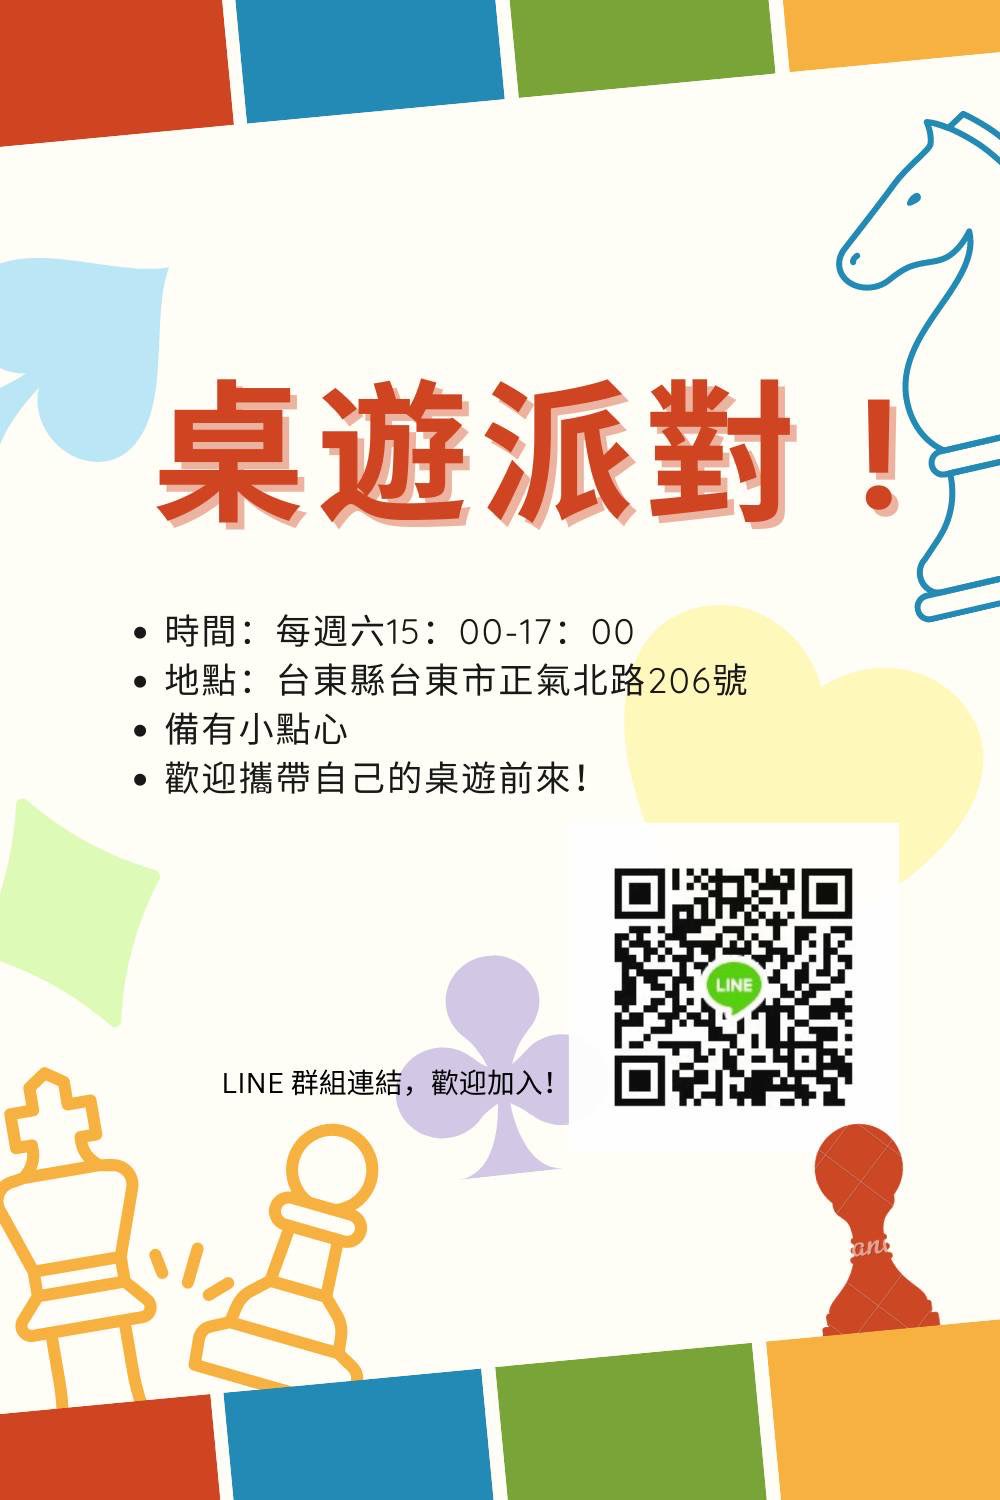 桌遊派對！
時間：每週六15：00-17：00
地點：台東縣台東市正氣北路206號
備有小點心
歡迎攜帶自己的桌遊前來！
LINE
LINE 群組連結，歡迎加入！